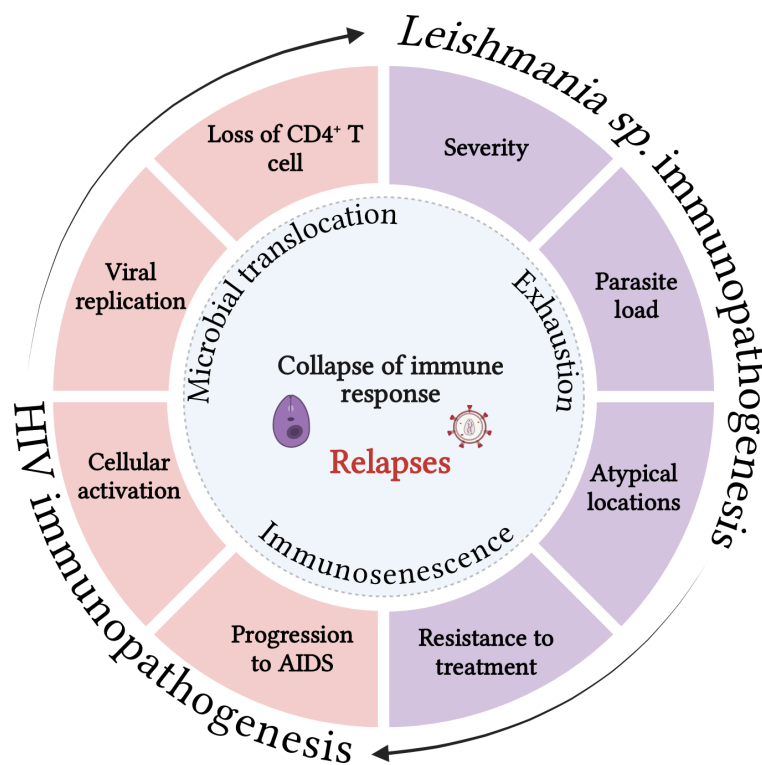 Leishmania sp. immunopathogenesis
Loss of CD4⁺ T
cell
Severity
Viral
replication
Parasite
load
Microbial translocation
Exhaustion
Collapse of immune
response
Relapses
Cellular
activation
Atypical
locations
Immunosenescence
Progression
to AIDS
Resistance to
treatment
HIV immunopathogenesis